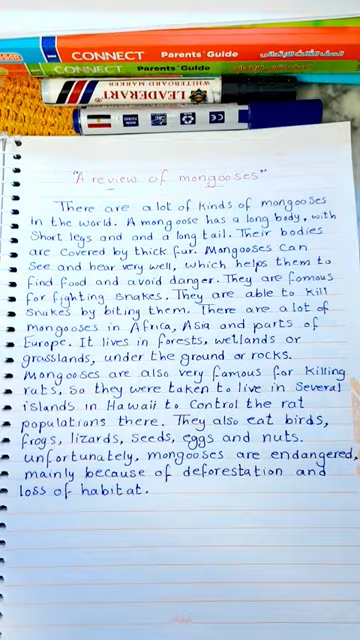 CONNECT Parents' Guide
CONNECT Parents' Guide
LEADERART
WHITEBOARD MARKER
CE
"A review of mongooses"
There are a lot of kinds of mongooses
in the world. A mongoose has a long body, with
Short legs and and a long tail. Their bodies
are covered by thick fur. Mongooses can
See and hear very well, which helps them to
find food and avoid danger. They are famous
for fighting snakes. They are able to kill
snakes by biting them. There are a lot of
mongooses in Africa, Asia and parts of
Europe. It lives in forests, wetlands or
grasslands, under the ground or rocks.
Mongooses are also very famous for killing
rats, so they were taken to live in Several
islands in Hawaii to Control the rat
populations there. They also eat birds,
frogs, lizards, seeds, eggs and nuts.
unfortunately, mongooses are endangered,
mainly because of deforestation and
loss of habitat.